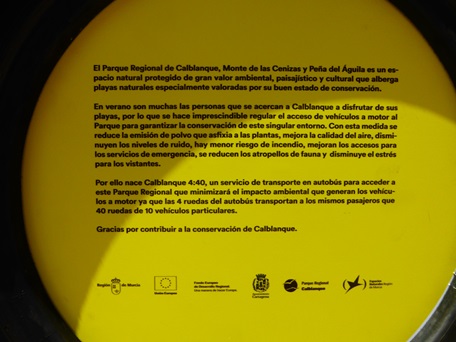 El Parque Regional de Calblanque, Monte de las Cenizas y Peña del Águila es un es-
pacio natural protegido de gran valor ambiental, paisajístico y cultural que alberga
playas naturales especialmente valoradas por su buen estado de conservación.
En verano son muchas las personas que se acercan a Calblanque a disfrutar de sus
playas, por lo que se hace imprescindible regular el acceso de vehículos a motor al
Parque para garantizar la conservación de este singular entorno. Con esta medida se
reduce la emisión de polvo que asfixia a las plantas, mejora la calidad del aire, dismi-
nuyen los niveles de ruido, hay menor riesgo de incendio, mejoran los accesos para
los servicios de emergencia, se reducen los atropellos de fauna y disminuye el estrés
para los vistantes.
Por ello nace Calblanque 4:40, un servicio de transporte en autobús para acceder a
este Parque Regional que minimizará el impacto ambiental que generan los vehícu-
los a motor ya que las 4 ruedas del autobús transportan a los mismos pasajeros que
40 ruedas de 10 vehículos particulares.
Gracias por contribuir a la conservación de Calblanque.
Región de Murcia
Fondo Europeo
de Desarrollo Regional
Cartagena
Parque Regional
Calblanque